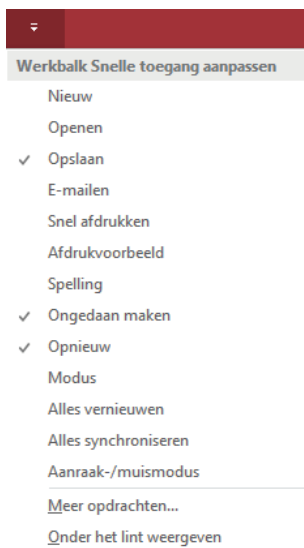 Werkbalk Snelle toegang aanpassen
Nieuw
Openen
Opslaan
E-mailen
Snel afdrukken
Afdrukvoorbeeld
Spelling
Ongedaan maken
Opnieuw
Modus
Alles vernieuwen
Alles synchroniseren
Aanraak-/muismodus
Meer opdrachten...
Onder het lint weergeven